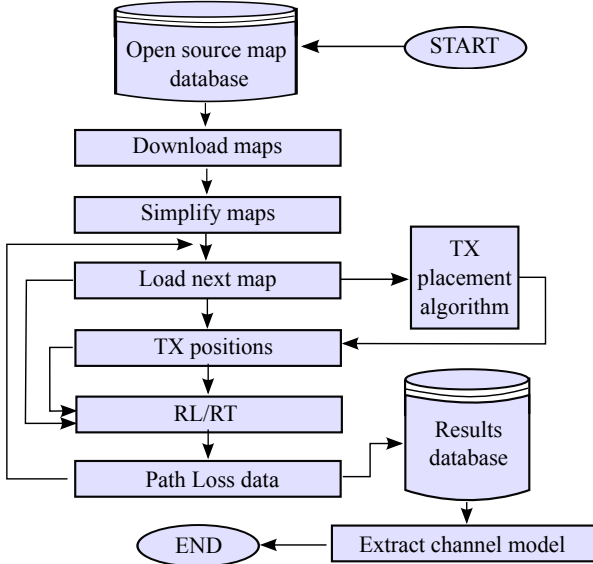 Open source map
database
START
Download maps
Simplify maps
Load next map
TX
placement
algorithm
TX positions
RL/RT
Results
database
Path Loss data
END
Extract channel model